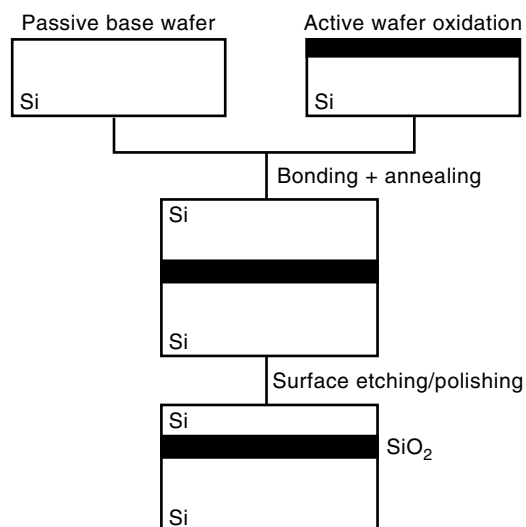 Passive base wafer
Active wafer oxidation
Si
Si
Bonding + annealing
Si
Si
Surface etching/polishing
Si
SiO₂
Si